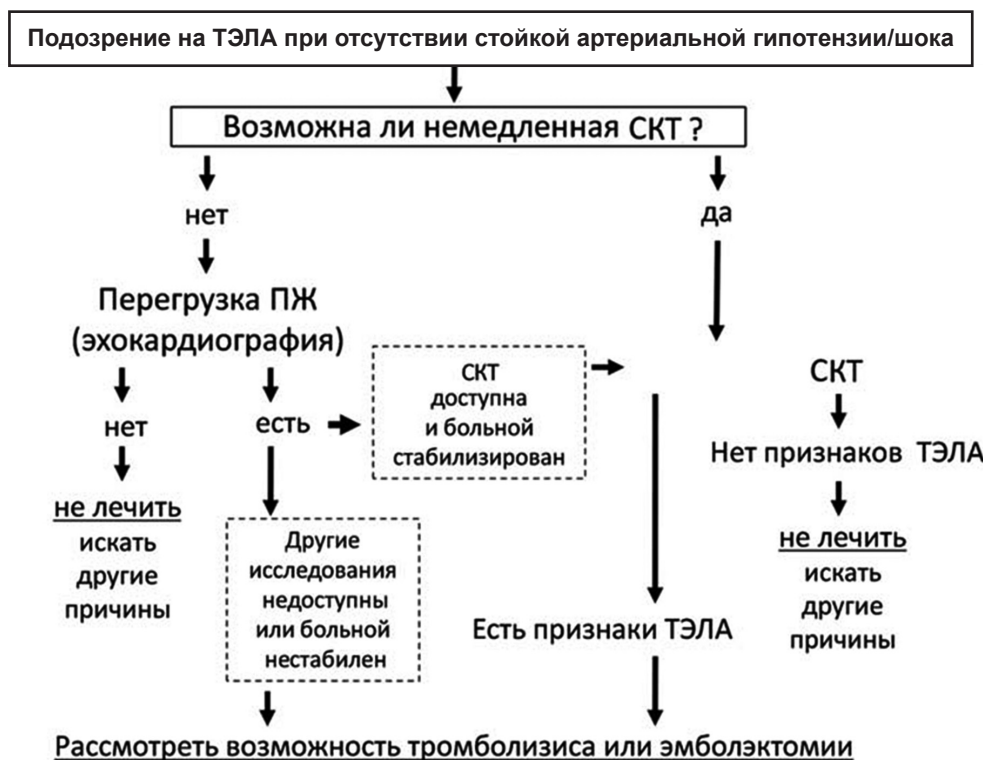 Подозрение на ТЭЛА при отсутствии стойкой артериальной гипотензии/шока
Возможна ли немедленная СКТ ?
нет
да
Перегрузка ПЖ
(эхокардиография)
нет
есть
не лечить
искать
другие
причины
СКТ
доступна
и больной
стабилизирован
Другие
исследования
недоступны
или больной
нестабилен
СКТ
Нет признаков ТЭЛА
не лечить
искать
другие
причины
Есть признаки ТЭЛА
Рассмотреть возможность тромболизиса или эмболэктомии